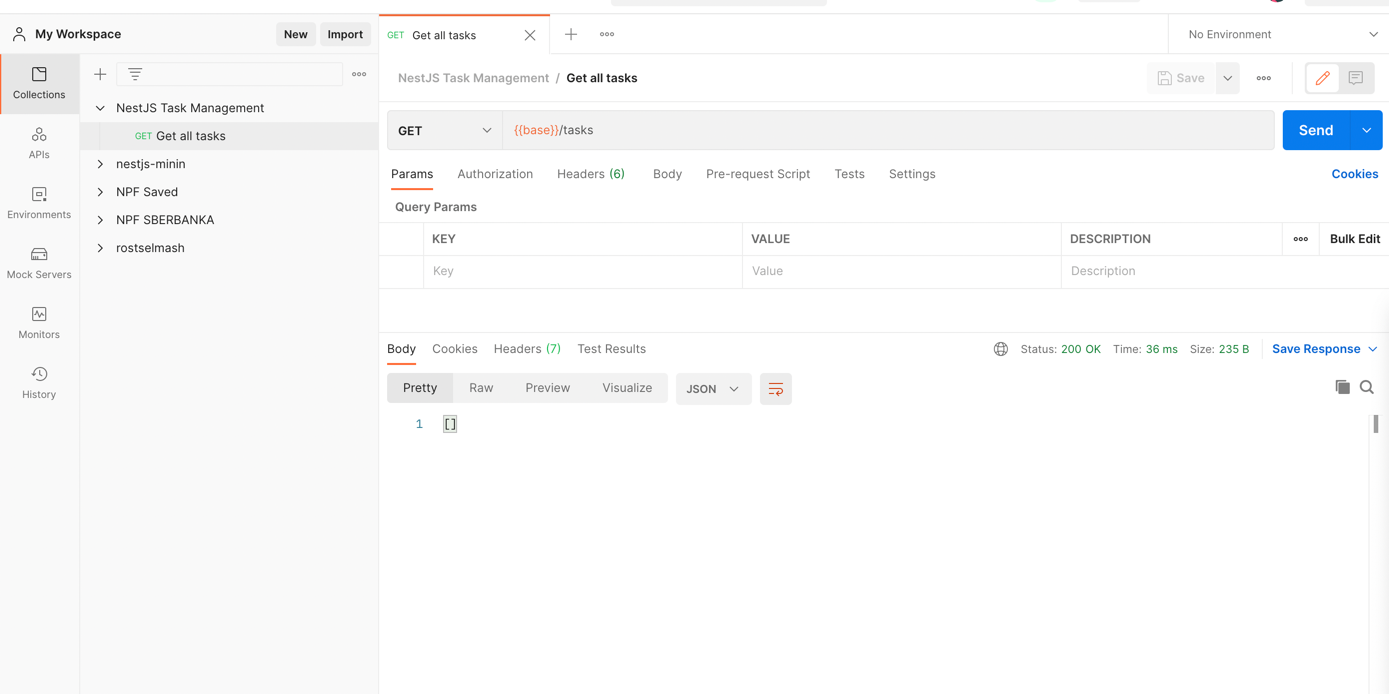 My Workspace
New
Import
GET Get all tasks
No Environment
Collections
APIs
Environments
Mock Servers
Monitors
History
NestJS Task Management
GET Get all tasks
nestjs-minin
NPF Saved
NPF SBERBANKA
rostselmash
NestJS Task Management / Get all tasks
Save
GET
{{base}}/tasks
Send
Params
Authorization
Headers (6)
Body
Pre-request Script
Tests
Settings
Cookies
Query Params
KEY
VALUE
DESCRIPTION
Bulk Edit
Key
Value
Description
Body
Cookies
Headers (7)
Test Results
Status: 200 OK
Time: 36 ms
Size: 235 B
Save Response
Pretty
Raw
Preview
Visualize
JSON
1 []